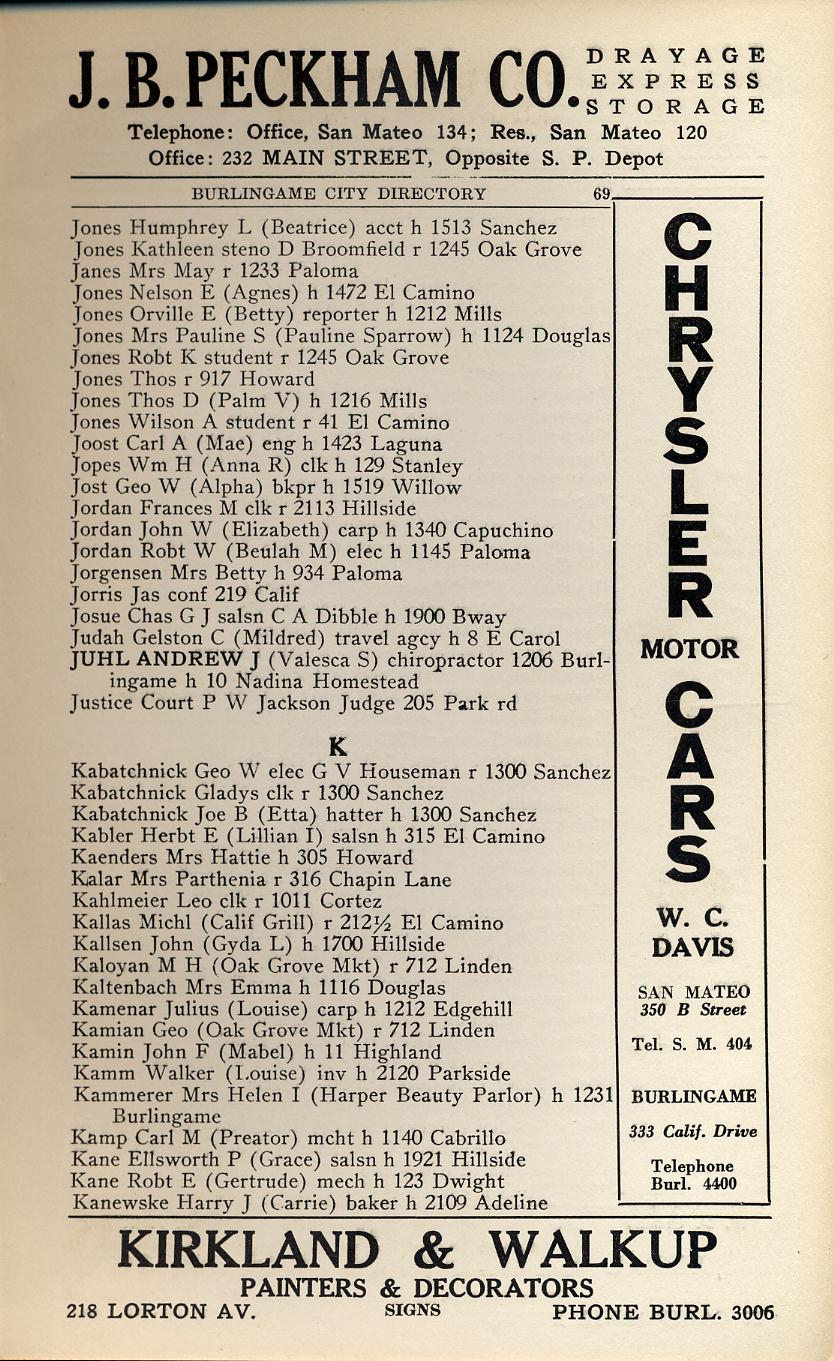 J. B. PECKHAM CO.
DRAYAGE
EXPRESS
STORAGE
Telephone: Office, San Mateo 134; Res., San Mateo 120
Office: 232 MAIN STREET, Opposite S. P. Depot
BURLINGAME CITY DIRECTORY 69
Jones Humphrey L (Beatrice) acct h 1513 Sanchez
Jones Kathleen steno D Broomfield r 1245 Oak Grove
Janes Mrs May r 1233 Paloma
Jones Nelson E (Agnes) h 1472 El Camino
Jones Orville E (Betty) reporter h 1212 Mills
Jones Mrs Pauline S (Pauline Sparrow) h 1124 Douglas
Jones Robt K student r 1245 Oak Grove
Jones Thos r 917 Howard
Jones Thos D (Palm V) h 1216 Mills
Jones Wilson A student r 41 El Camino
Joost Carl A (Mae) eng h 1423 Laguna
Jopes Wm H (Anna R) clk h 129 Stanley
Jost Geo W (Alpha) bkpr h 1519 Willow
Jordan Frances M clk r 2113 Hillside
Jordan John W (Elizabeth) carp h 1340 Capuchino
Jordan Robt W (Beulah M) elec h 1145 Paloma
Jorgensen Mrs Betty h 934 Paloma
Jorris Jas conf 219 Calif
Josue Chas G J salsn C A Dibble h 1900 Bway
Judah Gelston C (Mildred) travel agcy h 8 E Carol
JUHL ANDREW J (Valesca S) chiropractor 1206 Burl-
ingame h 10 Nadina Homestead
Justice Court P W Jackson Judge 205 Park rd
K
Kabatchnick Geo W elec G V Houseman r 1300 Sanchez
Kabatchnick Gladys clk r 1300 Sanchez
Kabatchnick Joe B (Etta) hatter h 1300 Sanchez
Kabler Herbt E (Lillian I) salsn h 315 El Camino
Kaenders Mrs Hattie h 305 Howard
Kalar Mrs Parthenia r 316 Chapin Lane
Kahlmeier Leo clk r 1011 Cortez
Kallas Michl (Calif Grill) r 212½ El Camino
Kallsen John (Gyda L) h 1700 Hillside
Kaloyan M H (Oak Grove Mkt) r 712 Linden
Kaltenbach Mrs Emma h 1116 Douglas
Kamenar Julius (Louise) carp h 1212 Edgehill
Kamian Geo (Oak Grove Mkt) r 712 Linden
Kamin John F (Mabel) h 11 Highland
Kamm Walker (Louise) inv h 2120 Parkside
Kammerer Mrs Helen I (Harper Beauty Parlor) h 1231
Burlingame
Kamp Carl M (Preator) mcht h 1140 Cabrillo
Kane Ellsworth P (Grace) salsn h 1921 Hillside
Kane Robt E (Gertrude) mech h 123 Dwight
Kanewske Harry J (Carrie) baker h 2109 Adeline
CHRYSLER
MOTOR
CARS
W. C.
DAVIS
SAN MATEO
350 B Street
Tel. S. M. 404
BURLINGAME
333 Calif. Drive
Telephone
Burl. 4400
KIRKLAND & WALKUP
PAINTERS & DECORATORS
218 LORTON AV. SIGNS PHONE BURL. 3006